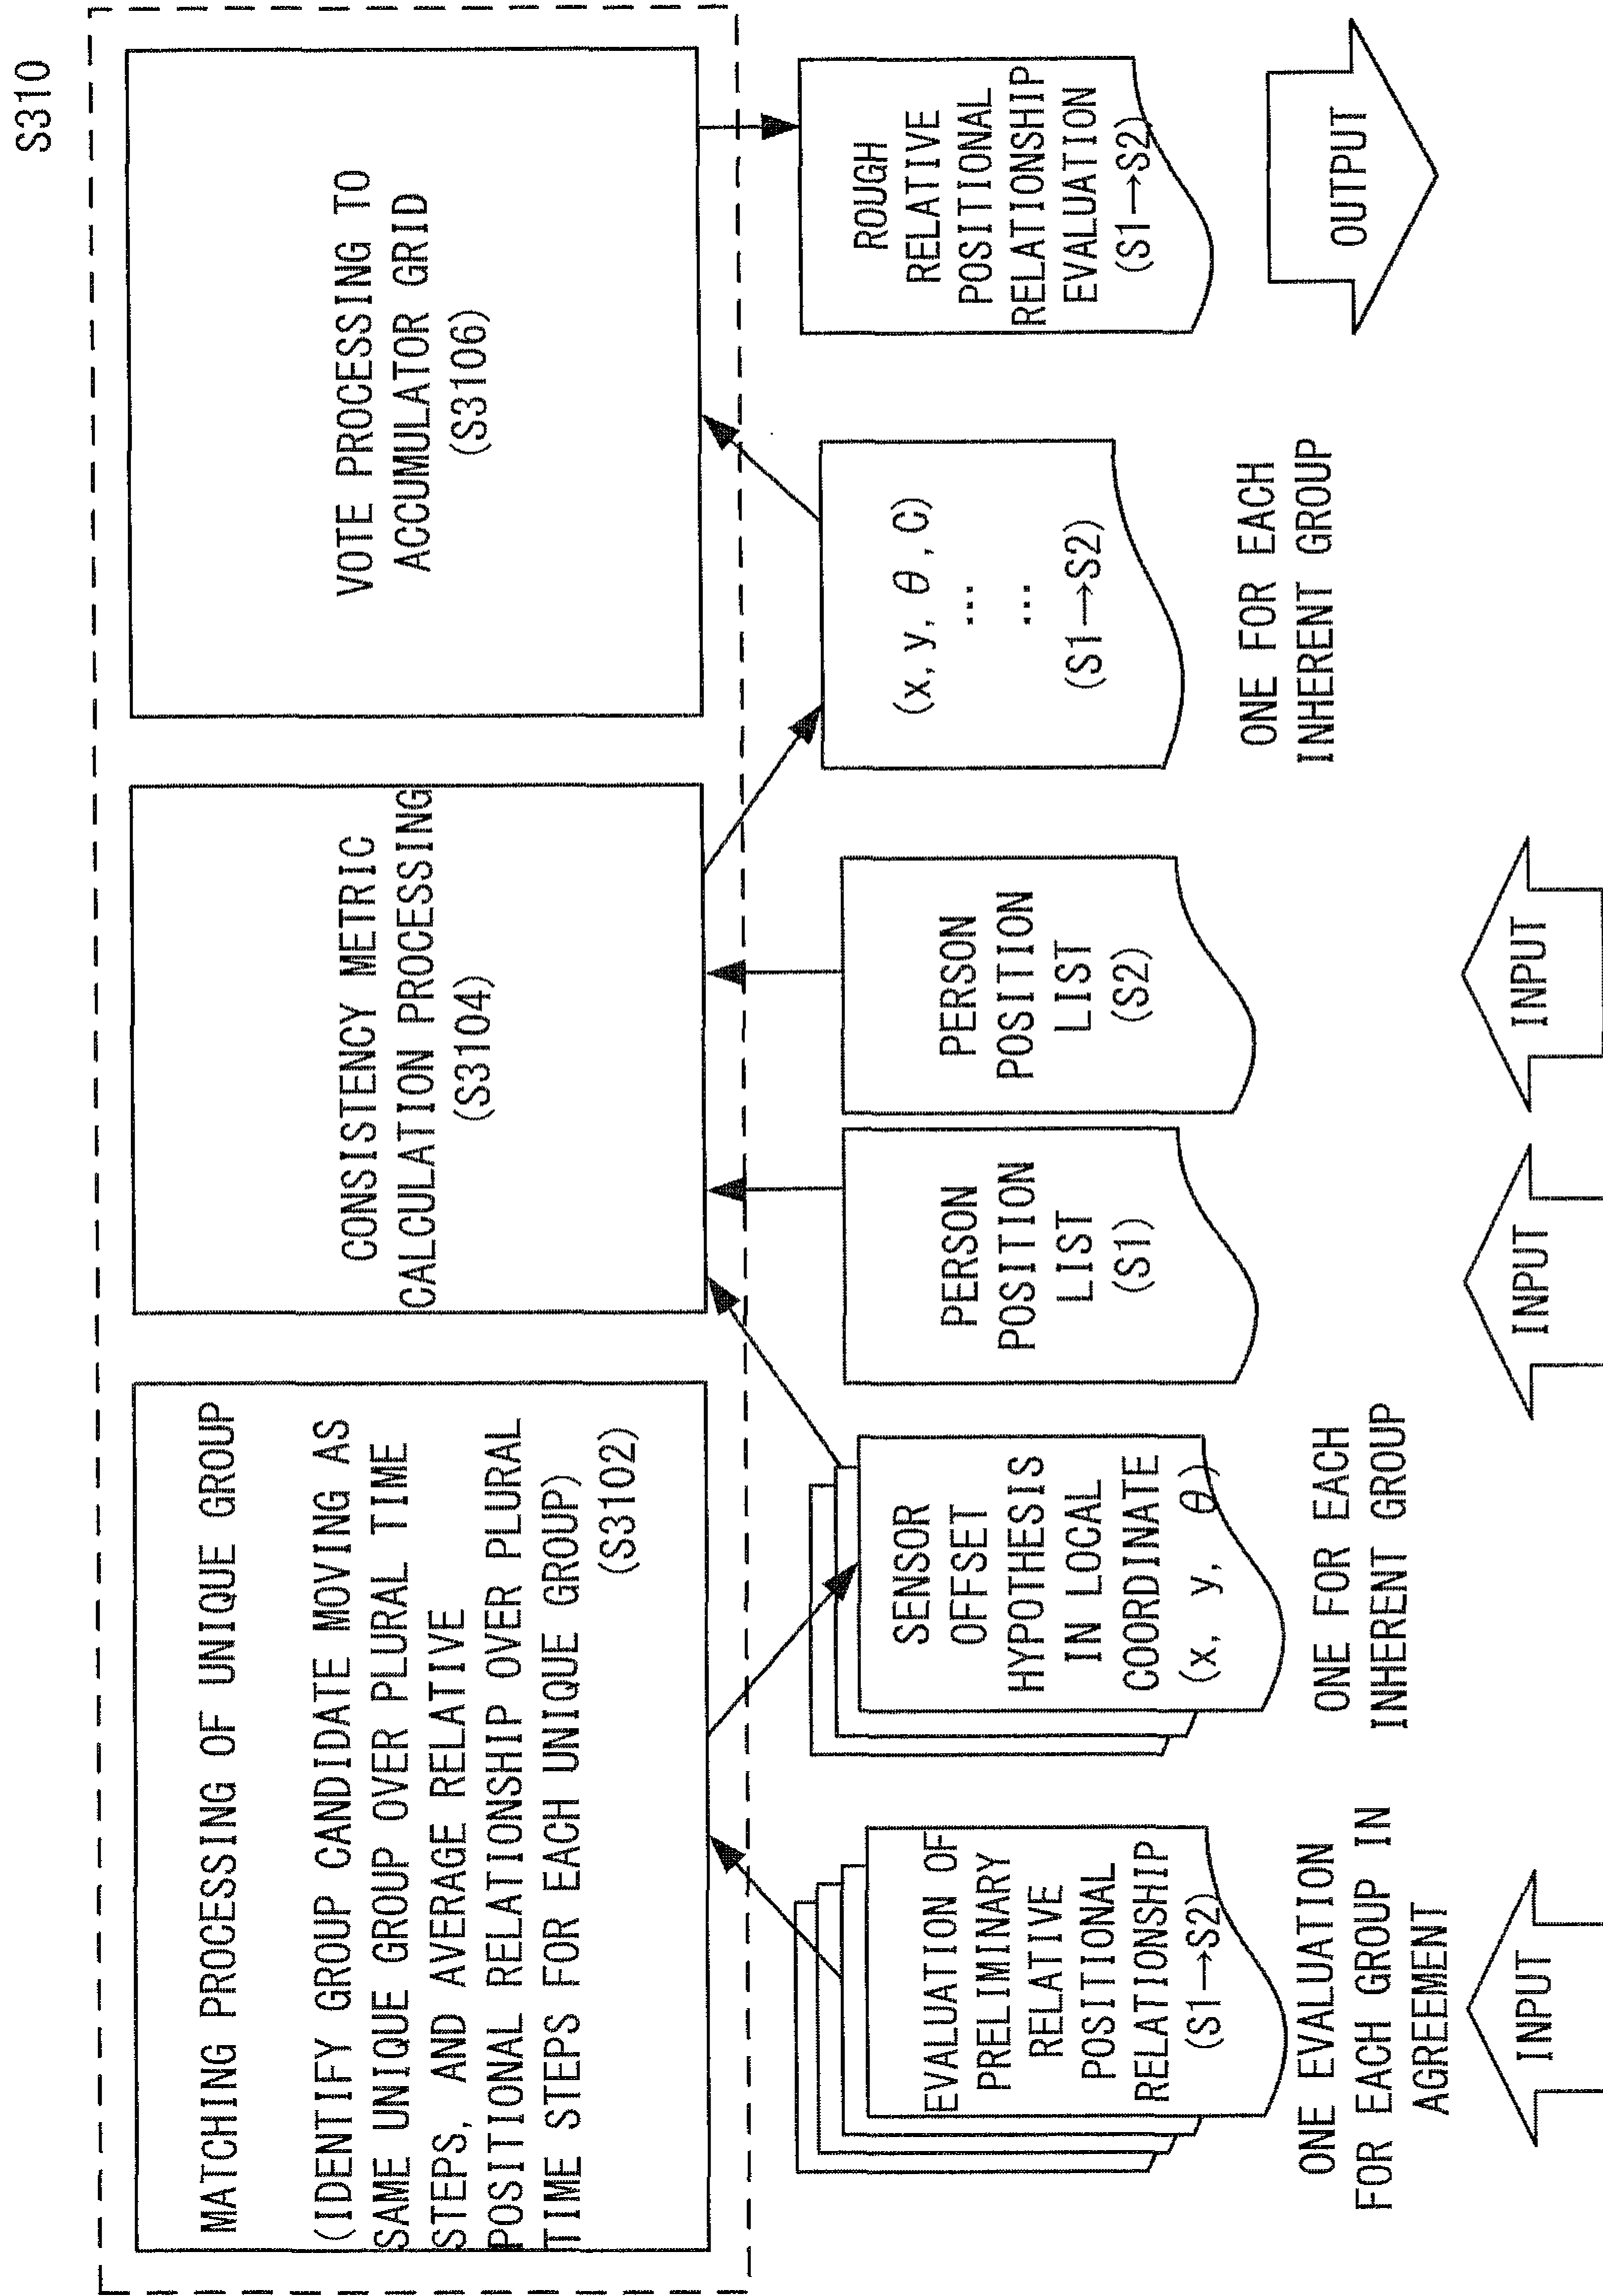 S310
MATCHING PROCESSING OF UNIQUE GROUP
(IDENTIFY GROUP CANDIDATE MOVING AS
SAME UNIQUE GROUP OVER PLURAL TIME
STEPS, AND AVERAGE RELATIVE
POSITIONAL RELATIONSHIP OVER PLURAL
TIME STEPS FOR EACH UNIQUE GROUP)
(S3102)
CONSISTENCY METRIC
CALCULATION PROCESSING
(S3104)
VOTE PROCESSING TO
ACCUMULATOR GRID
(S3106)
EVALUATION OF
PRELIMINARY
RELATIVE
POSITIONAL
RELATIONSHIP
(S1→S2)
ONE EVALUATION
FOR EACH GROUP IN
AGREEMENT
INPUT
SENSOR
OFFSET
HYPOTHESIS
IN LOCAL
COORDINATE
(x, y, θ)
ONE FOR EACH
INHERENT GROUP
PERSON
POSITION
LIST
(S1)
INPUT
PERSON
POSITION
LIST
(S2)
INPUT
(x, y, θ, C)
...
...
(S1→S2)
ONE FOR EACH
INHERENT GROUP
ROUGH
RELATIVE
POSITIONAL
RELATIONSHIP
EVALUATION
(S1→S2)
OUTPUT